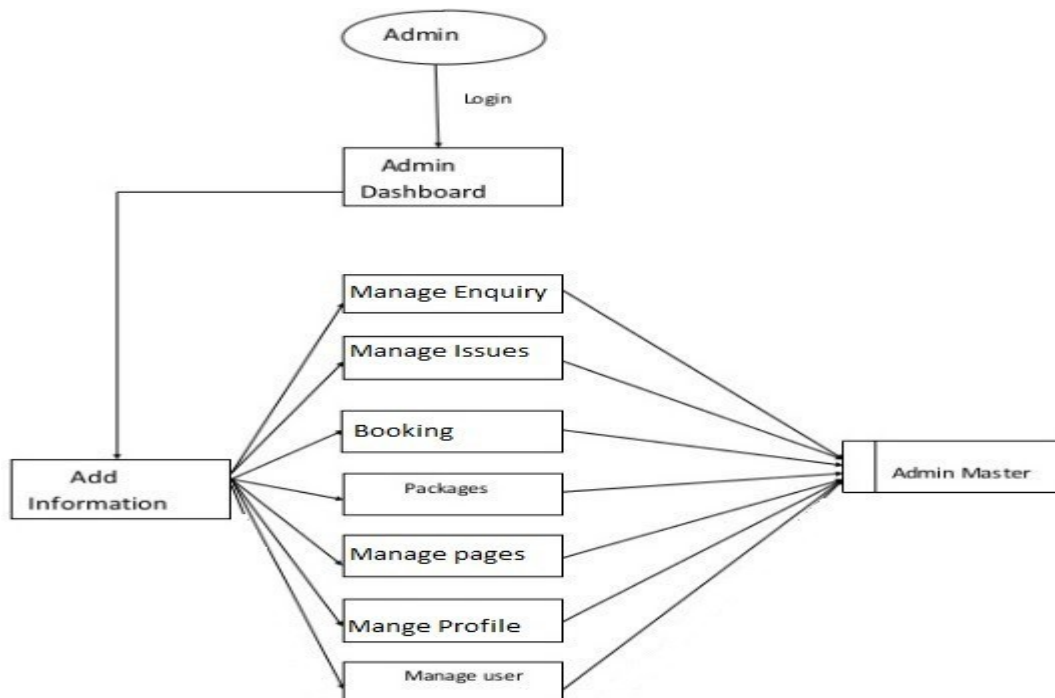 Admin
Login
Admin
Dashboard
Manage Enquiry
Manage Issues
Booking
Add
Information
Packages
Admin Master
Manage pages
Mange Profile
Manage user